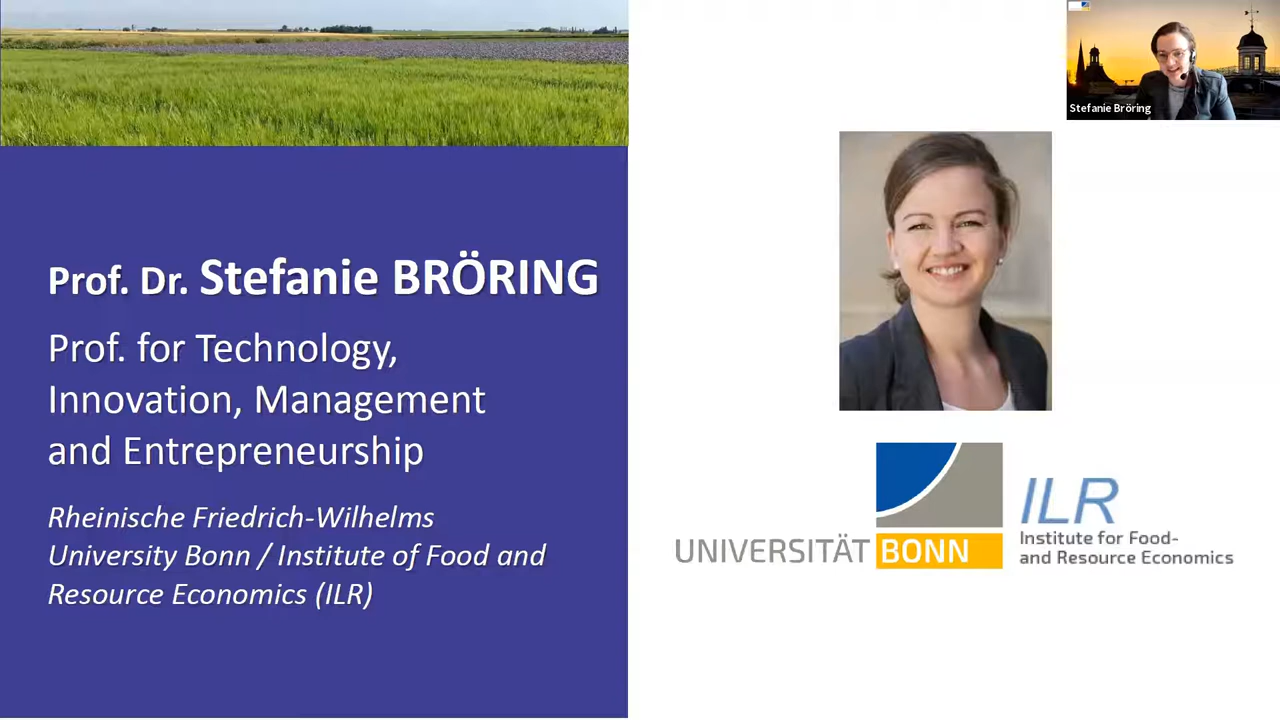 Stefanie Bröring
Prof. Dr. Stefanie BRÖRING
Prof. for Technology,
Innovation, Management
and Entrepreneurship
Rheinische Friedrich-Wilhelms
University Bonn / Institute of Food and
Resource Economics (ILR)
UNIVERSITÄT BONN
ILR
Institute for Food-
and Resource Economics